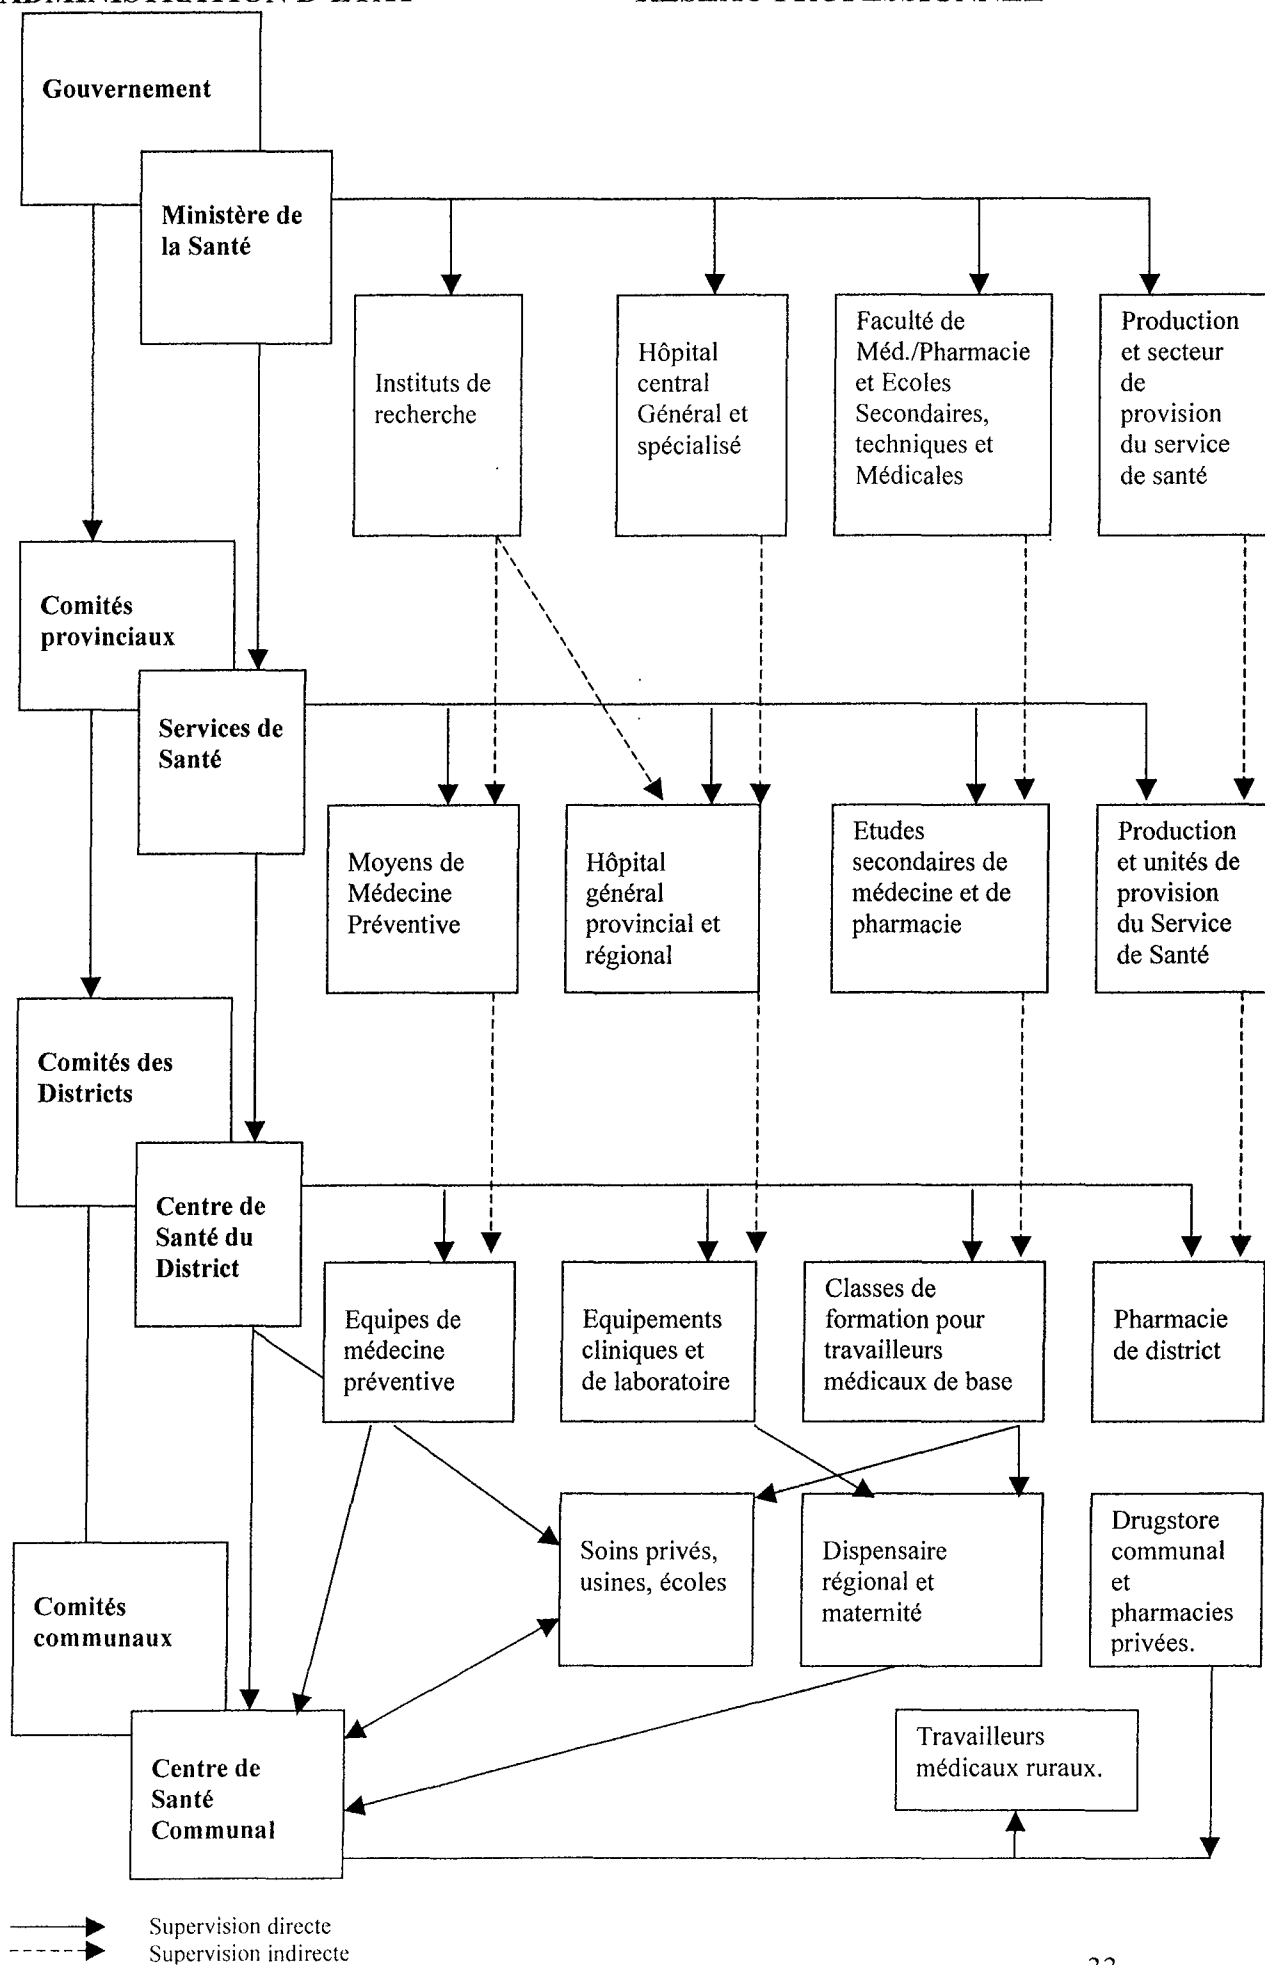 Gouvernement
Ministère de
la Santé
Instituts de
recherche
Hôpital
central
Général et
spécialisé
Faculté de
Méd./Pharmacie
et Ecoles
Secondaires,
techniques et
Médicales
Production
et secteur
de
provision
du service
de santé
Comités
provinciaux
Services de
Santé
Moyens de
Médecine
Préventive
Hôpital
général
provincial et
régional
Etudes
secondaires de
médecine et de
pharmacie
Production
et unités de
provision
du Service
de Santé
Comités des
Districts
Centre de
Santé du
District
Equipes de
médecine
préventive
Equipements
cliniques et
de laboratoire
Classes de
formation pour
travailleurs
médicaux de base
Pharmacie
de district
Soins privés,
usines, écoles
Dispensaire
régional et
maternité
Drugstore
communal
et
pharmacies
privées.
Comités
communaux
Centre de
Santé
Communal
Travailleurs
médicaux ruraux.
Supervision directe
Supervision indirecte